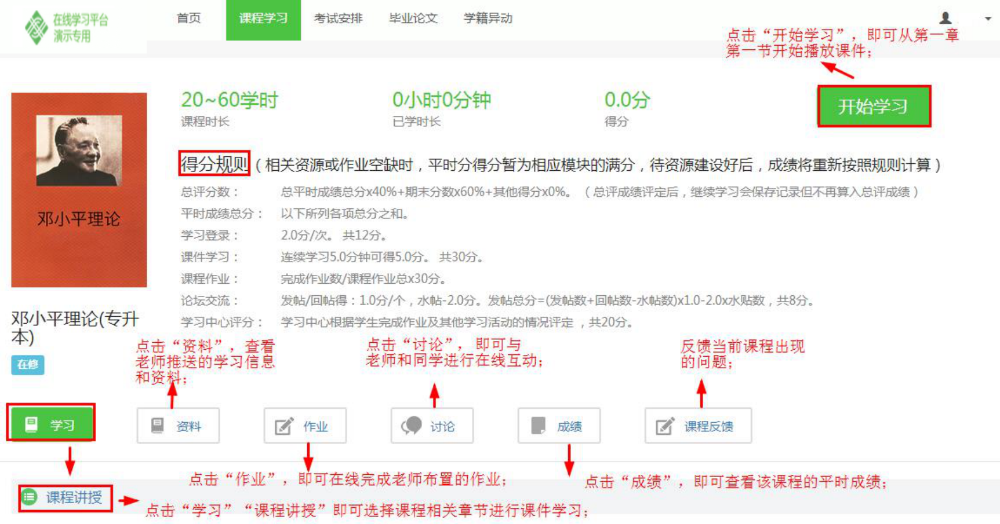 在线学习平台
演示专用
首页 课程学习 考试安排 毕业论文 学籍异动
点击“开始学习”，即可从第一章
第一节开始播放课件；
20~60学时 0小时0分钟 0.0分 开始学习
课程时长 已学时长 得分
得分规则（相关资源或作业空缺时，平时分得分暂为相应模块的满分，待资源建设好后，成绩将重新按照规则计算）
总评分数： 总平时成绩总分x40%+期末分数x60%+其他得分x0%。（总评成绩评定后，继续学习会保存记录但不再算入总评成绩）
平时成绩总分： 以下所列各项总分之和。
学习登录： 2.0分/次。 共12分。
课件学习： 连续学习5.0分钟可得5.0分。 共30分。
课程作业： 完成作业数/课程作业总x30分。
论坛交流： 发帖/回帖得：1.0分/个，水帖-2.0分。发帖总分=(发帖数+回帖数-水帖数)x1.0-2.0x水贴数，共8分。
学习中心评分： 学习中心根据学生完成作业及其他学习活动的情况评定 ，共20分。
邓小平理论
邓小平理论(专升
本)
在修
点击“资料”，查看
老师推送的学习信息
和资料；
点击“讨论”， 即可与
老师和同学进行在线互动；
反馈当前课程出现
的问题；
学习 资料 作业 讨论 成绩 课程反馈
点击“作业”，即可在线完成老师布置的作业；
点击“成绩”，即可查看该课程的平时成绩；
课程讲授
点击“学习”“课程讲授”即可选择课程相关章节进行课件学习；